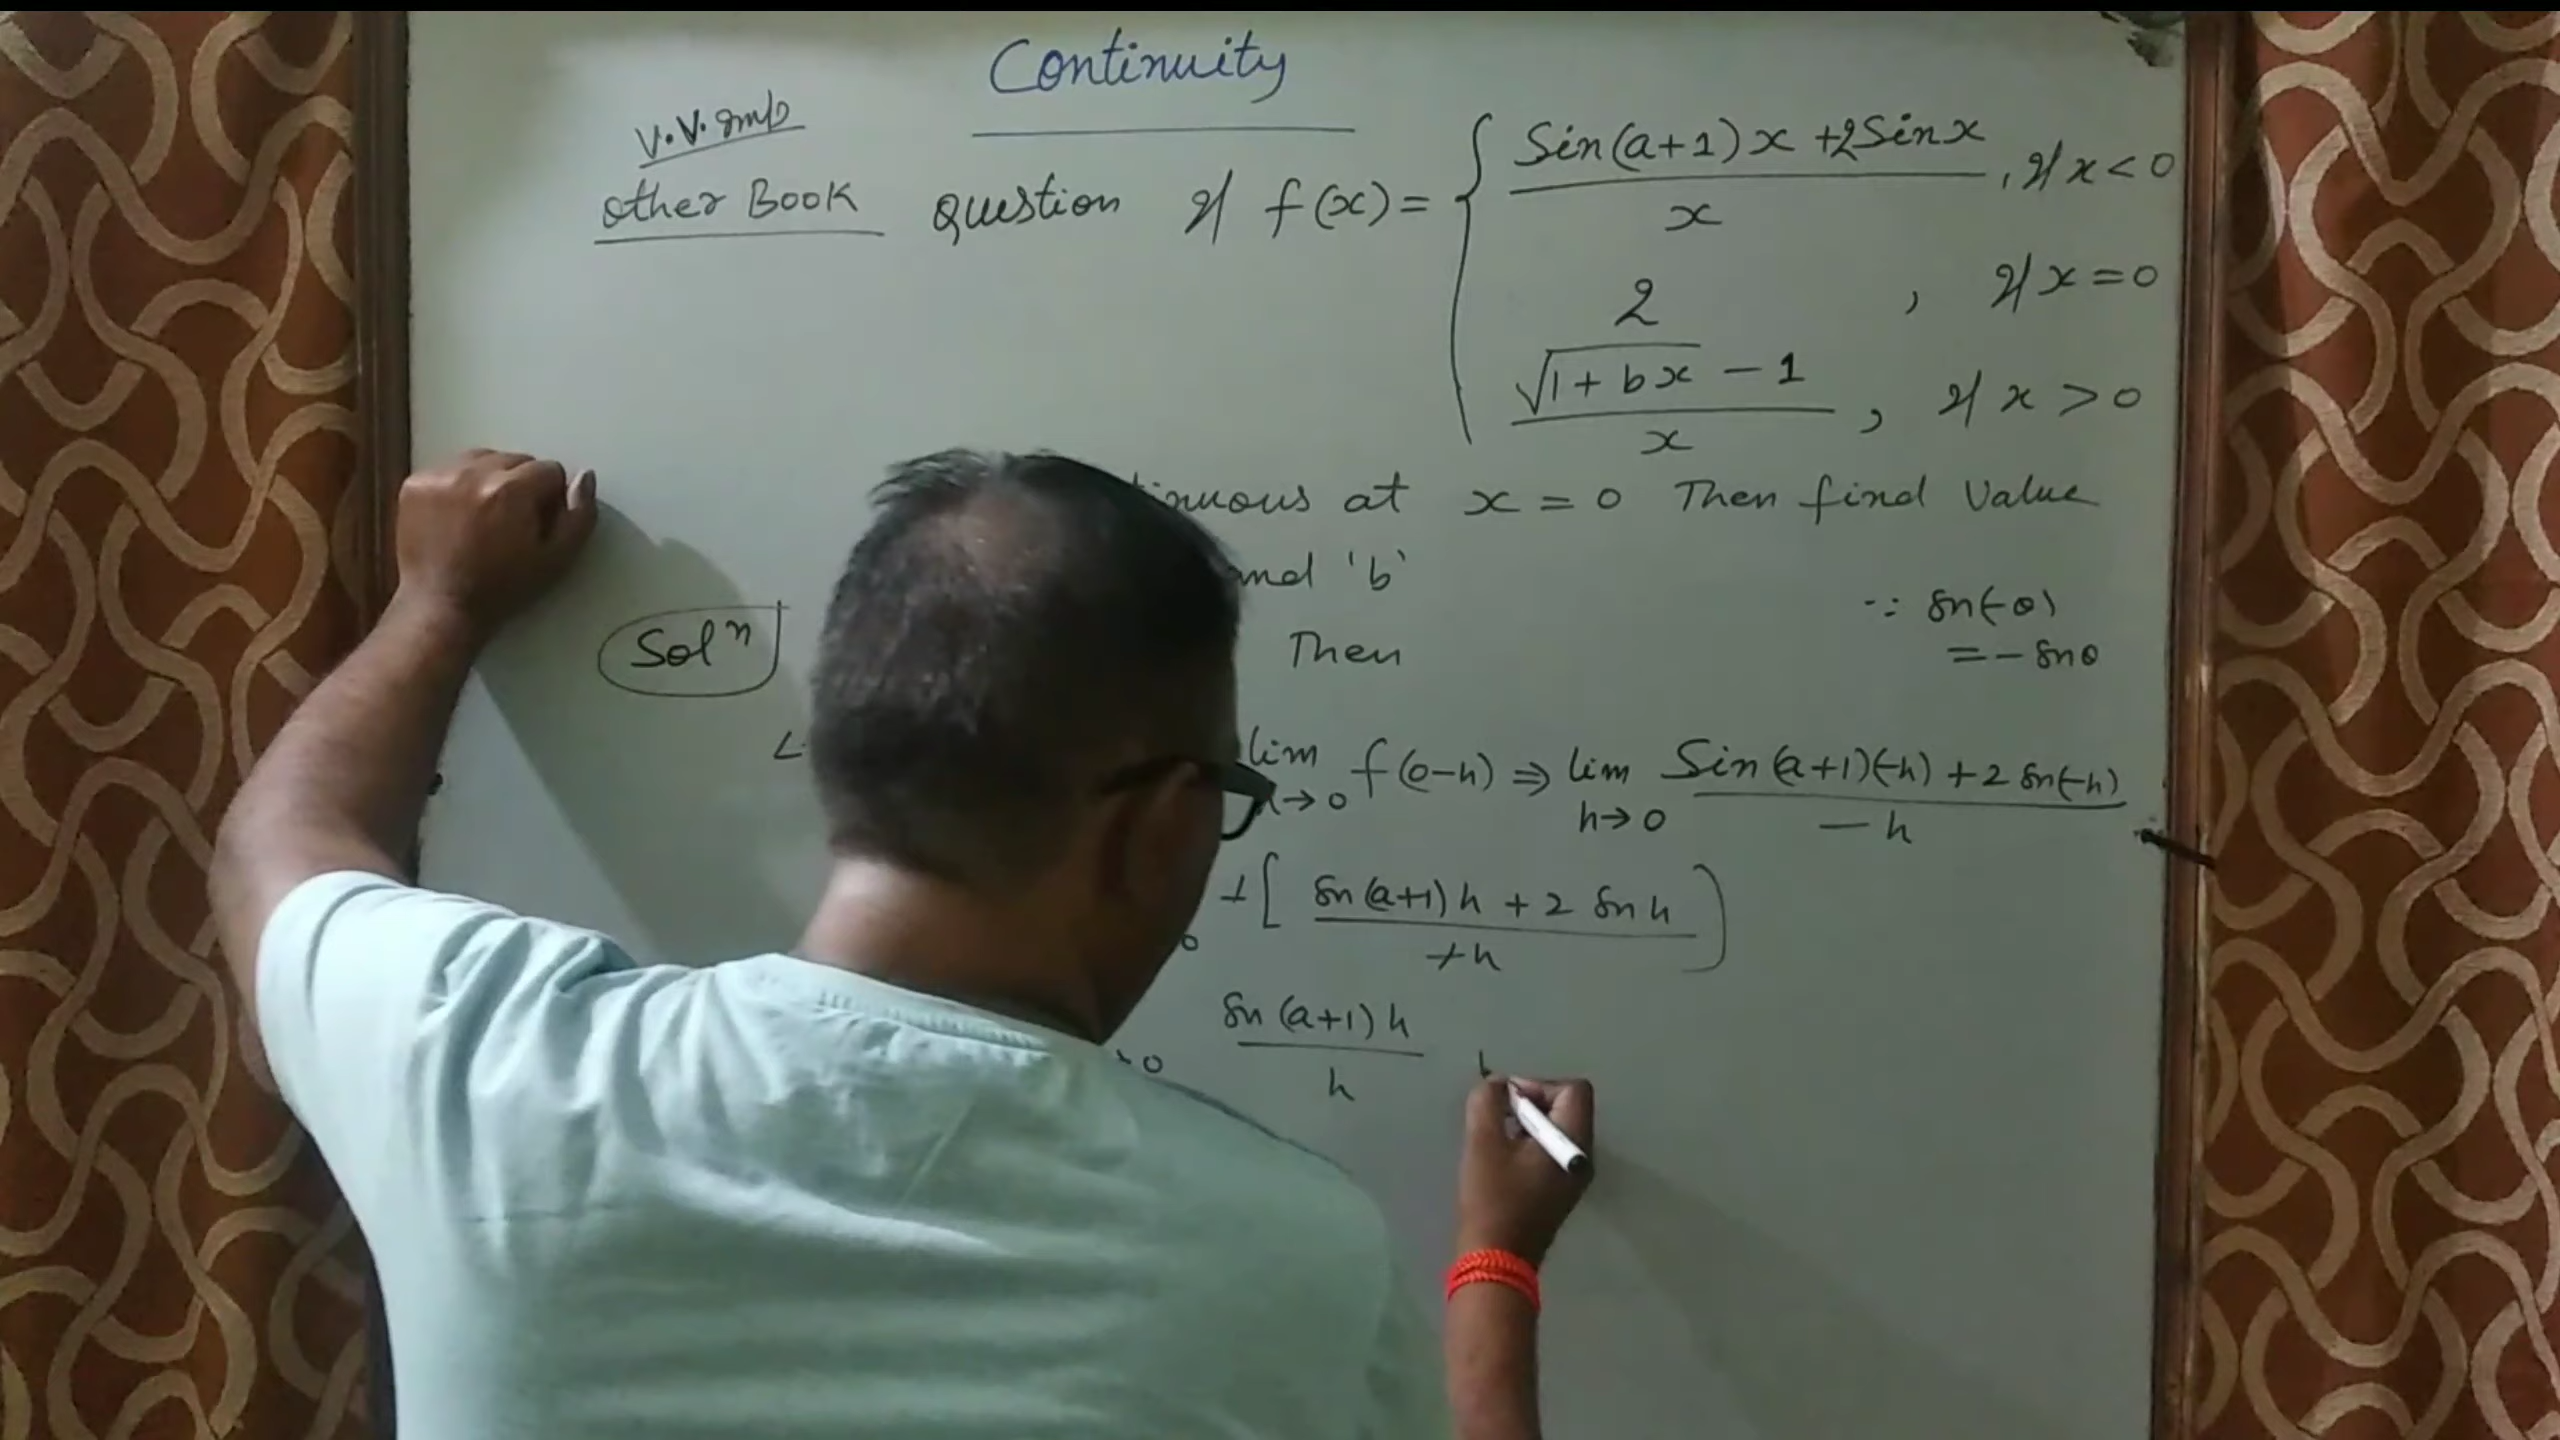 Continuity
V.V. Imp
other Book question If f(x) = { Sin(a+1)x + 2Sinx / x , If x < 0
2 , If x = 0
√1+bx - 1 / x , If x > 0
tinuous at x = 0 Then find Value
and 'b'
∵ Sn(-θ)
= - Snθ
Solⁿ Then
lim h→0 f(0-h) ⇒ lim h→0 Sin(a+1)(-h) + 2 Sn(-h) / -h
[ Sn(a+1)h + 2 Snh / +h ]
Sn(a+1)h / h